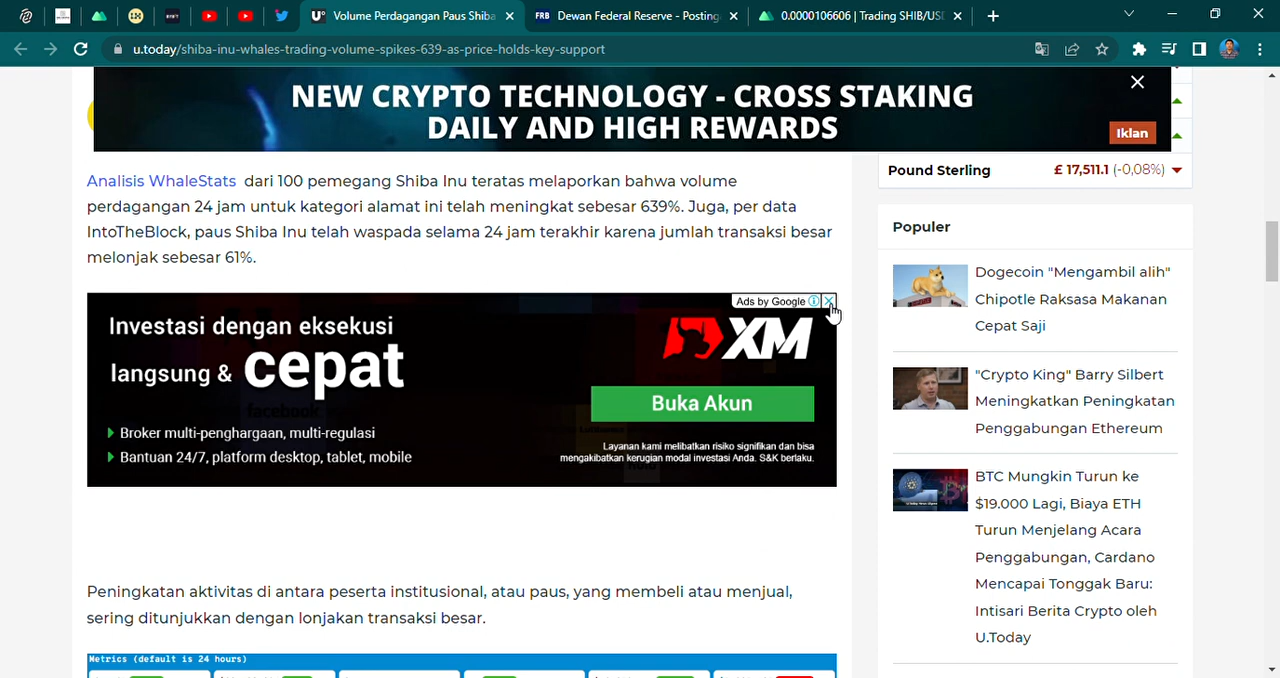 Volume Perdagangan Paus Shiba
FRB Dewan Federal Reserve - Posting
0.0000106606 | Trading SHIB/USD
u.today/shiba-inu-whales-trading-volume-spikes-639-as-price-holds-key-support
NEW CRYPTO TECHNOLOGY - CROSS STAKING
DAILY AND HIGH REWARDS
Iklan
Analisis WhaleStats dari 100 pemegang Shiba Inu teratas melaporkan bahwa volume
perdagangan 24 jam untuk kategori alamat ini telah meningkat sebesar 639%. Juga, per data
IntoTheBlock, paus Shiba Inu telah waspada selama 24 jam terakhir karena jumlah transaksi besar
melonjak sebesar 61%.
Ads by Google
Investasi dengan eksekusi
langsung & cepat
Broker multi-penghargaan, multi-regulasi
Bantuan 24/7, platform desktop, tablet, mobile
XM
Buka Akun
Layanan kami melibatkan risiko signifikan dan bisa
mengakibatkan kerugian modal investasi Anda. S&K berlaku.
Peningkatan aktivitas di antara peserta institusional, atau paus, yang membeli atau menjual,
sering ditunjukkan dengan lonjakan transaksi besar.
Metrics (default is 24 hours)
Pound Sterling £ 17,511.1 (-0,08%)
Populer
Dogecoin "Mengambil alih"
Chipotle Raksasa Makanan
Cepat Saji
"Crypto King" Barry Silbert
Meningkatkan Peningkatan
Penggabungan Ethereum
BTC Mungkin Turun ke
$19.000 Lagi, Biaya ETH
Turun Menjelang Acara
Penggabungan, Cardano
Mencapai Tonggak Baru:
Intisari Berita Crypto oleh
U.Today